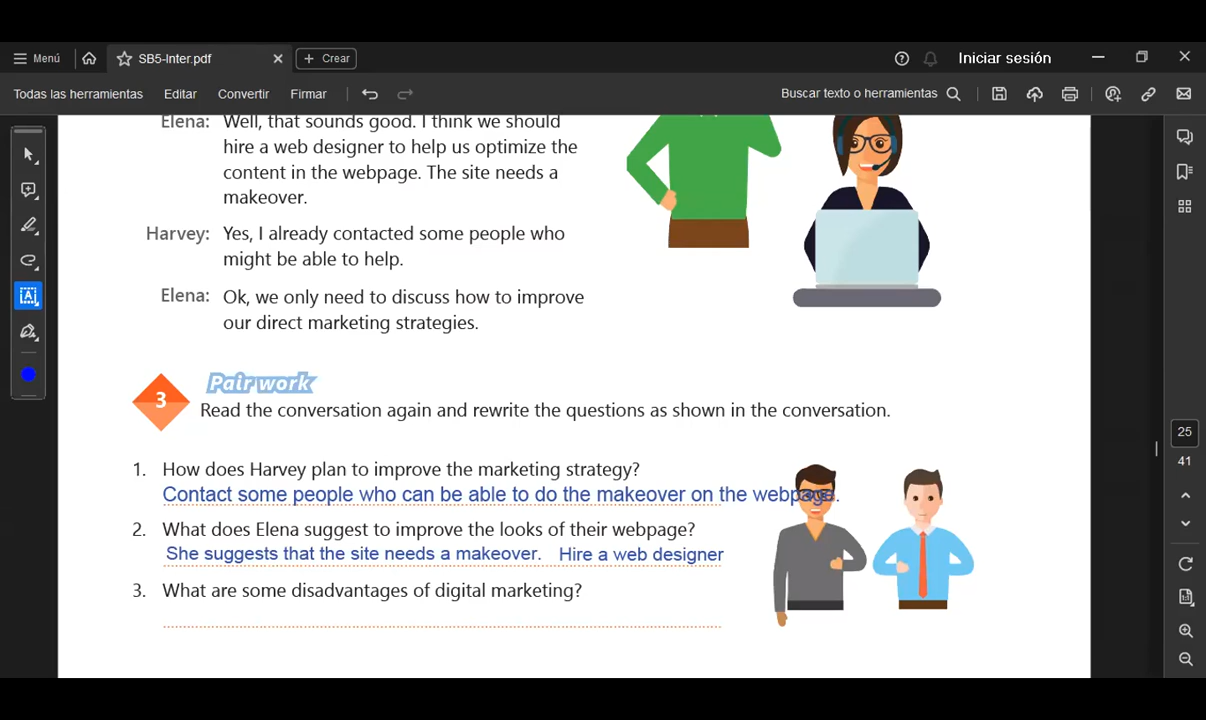 Menú
SB5-Inter.pdf
Crear
Iniciar sesión
Todas las herramientas
Editar
Convertir
Firmar
Buscar texto o herramientas
Elena: Well, that sounds good. I think we should
hire a web designer to help us optimize the
content in the webpage. The site needs a
makeover.
Harvey: Yes, I already contacted some people who
might be able to help.
Elena: Ok, we only need to discuss how to improve
our direct marketing strategies.
3
Pair work
Read the conversation again and rewrite the questions as shown in the conversation.
1. How does Harvey plan to improve the marketing strategy?
Contact some people who can be able to do the makeover on the webpage.
2. What does Elena suggest to improve the looks of their webpage?
She suggests that the site needs a makeover. Hire a web designer
3. What are some disadvantages of digital marketing?
25
41